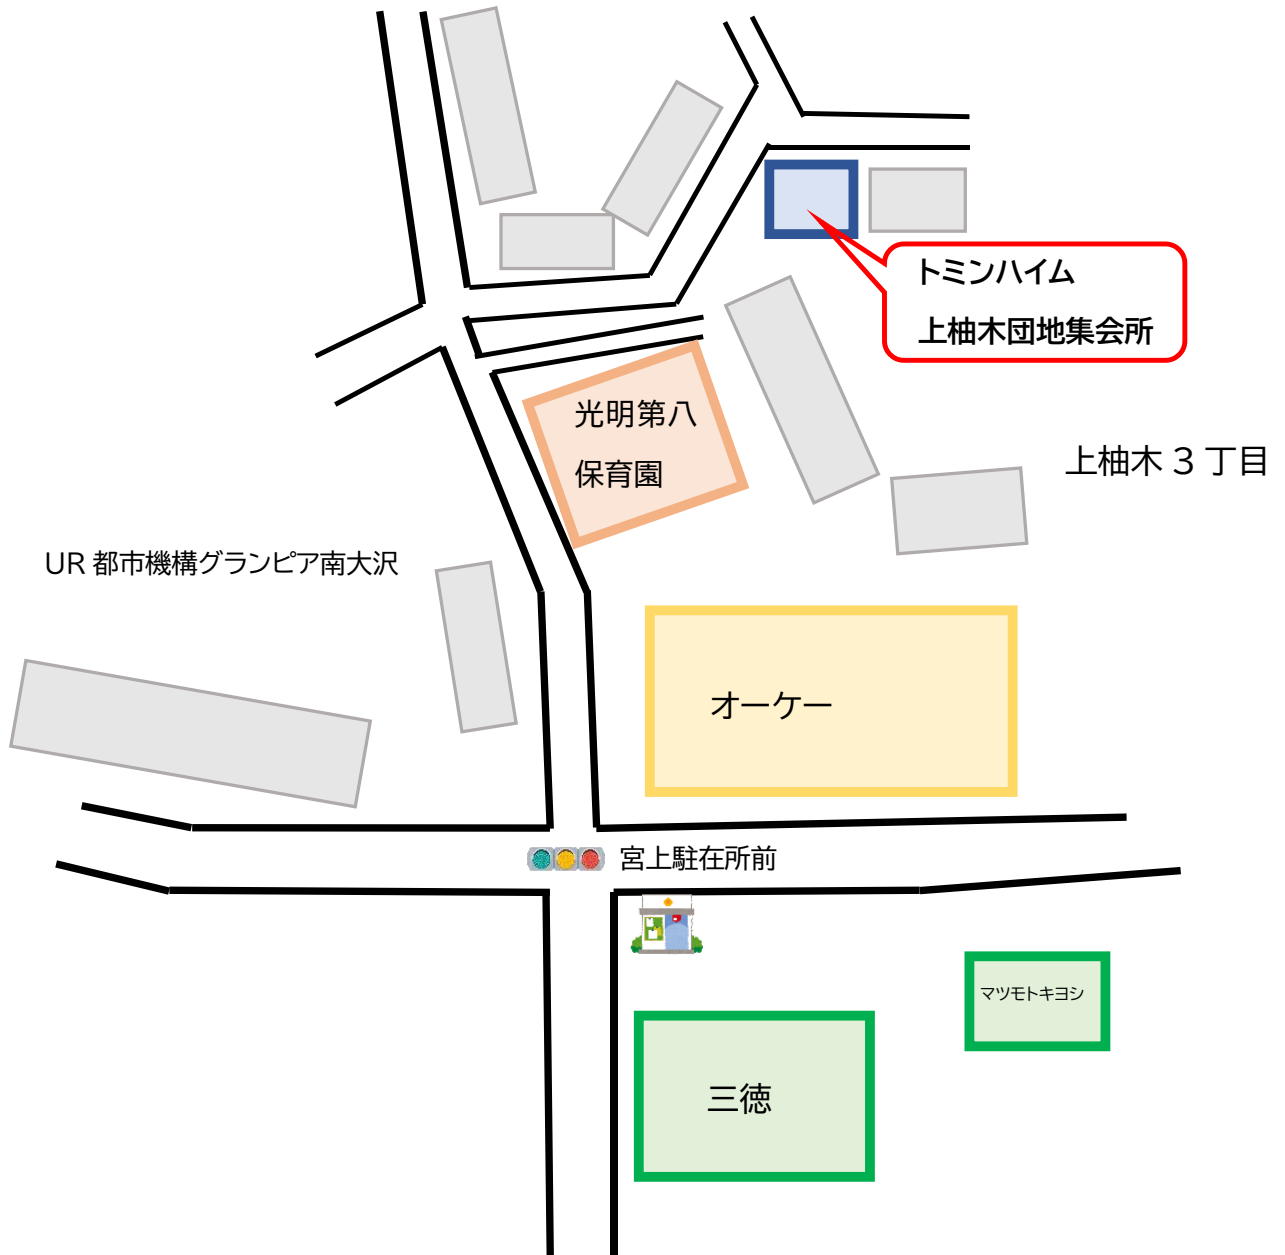 トミンハイム
上柚木団地集会所
光明第八
保育園
上柚木３丁目
UR 都市機構グランピア南大沢
オーケー
宮上駐在所前
マツモトキヨシ
三徳